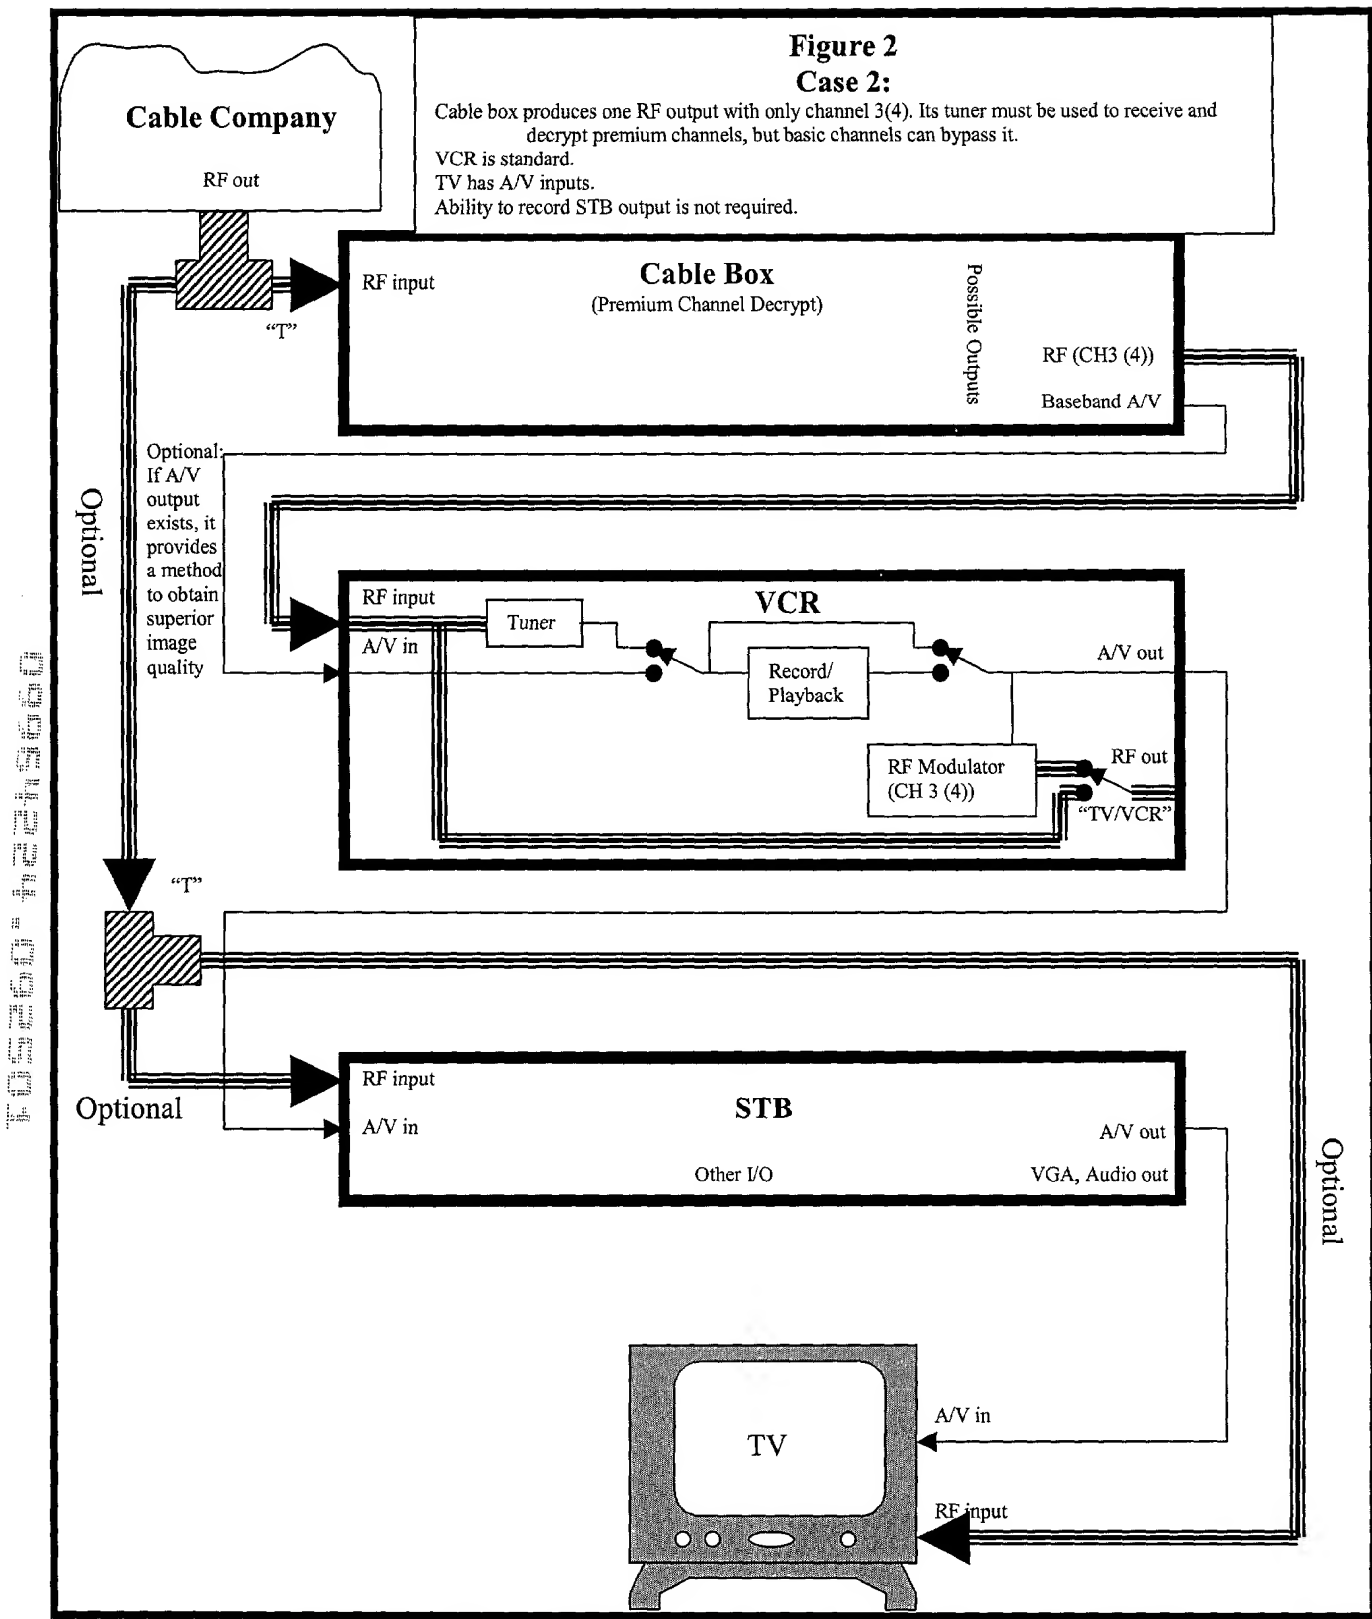 Figure 2
Case 2:
Cable box produces one RF output with only channel 3(4). Its tuner must be used to receive and
decrypt premium channels, but basic channels can bypass it.
VCR is standard.
TV has A/V inputs.
Ability to record STB output is not required.
Cable Company
RF out
"T"
RF input
Cable Box
(Premium Channel Decrypt)
Possible Outputs
RF (CH3 (4))
Baseband A/V
Optional
Optional:
If A/V
output
exists, it
provides
a method
to obtain
superior
image
quality
RF input
A/V in
VCR
Tuner
Record/
Playback
A/V out
RF Modulator
(CH 3 (4))
RF out
"TV/VCR"
"T"
Optional
RF input
A/V in
STB
Other I/O
A/V out
VGA, Audio out
Optional
TV
A/V in
RF input